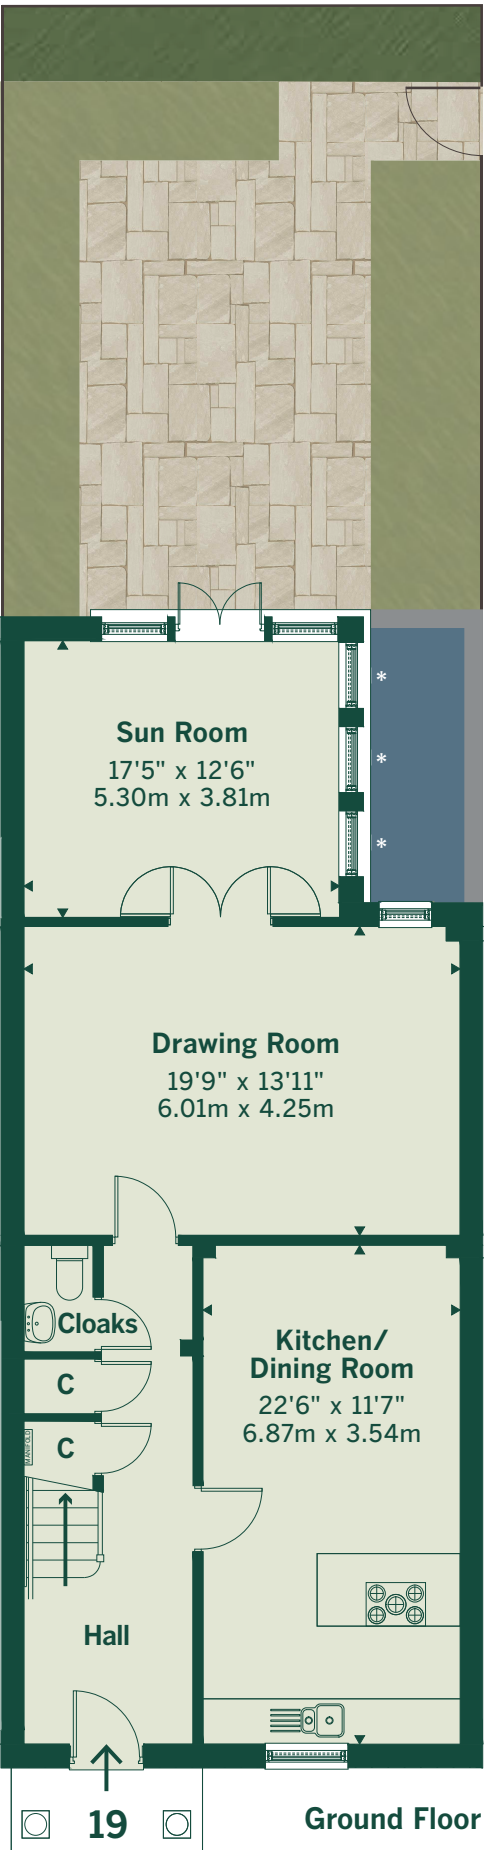 *
*
*
Sun Room
17'5" x 12'6"
5.30m x 3.81m
Drawing Room
19'9" x 13'11"
6.01m x 4.25m
Cloaks
C
C
MANIFOLD
Kitchen/
Dining Room
22'6" x 11'7"
6.87m x 3.54m
Hall
19
Ground Floor